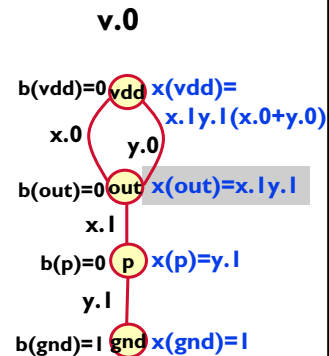 v.0
b(vdd)=0 vdd x(vdd)=
x.1y.1(x.0+y.0)
x.0
y.0
b(out)=0 out x(out)=x.1y.1
x.1
b(p)=0 p x(p)=y.1
y.1
b(gnd)=1 gnd x(gnd)=1